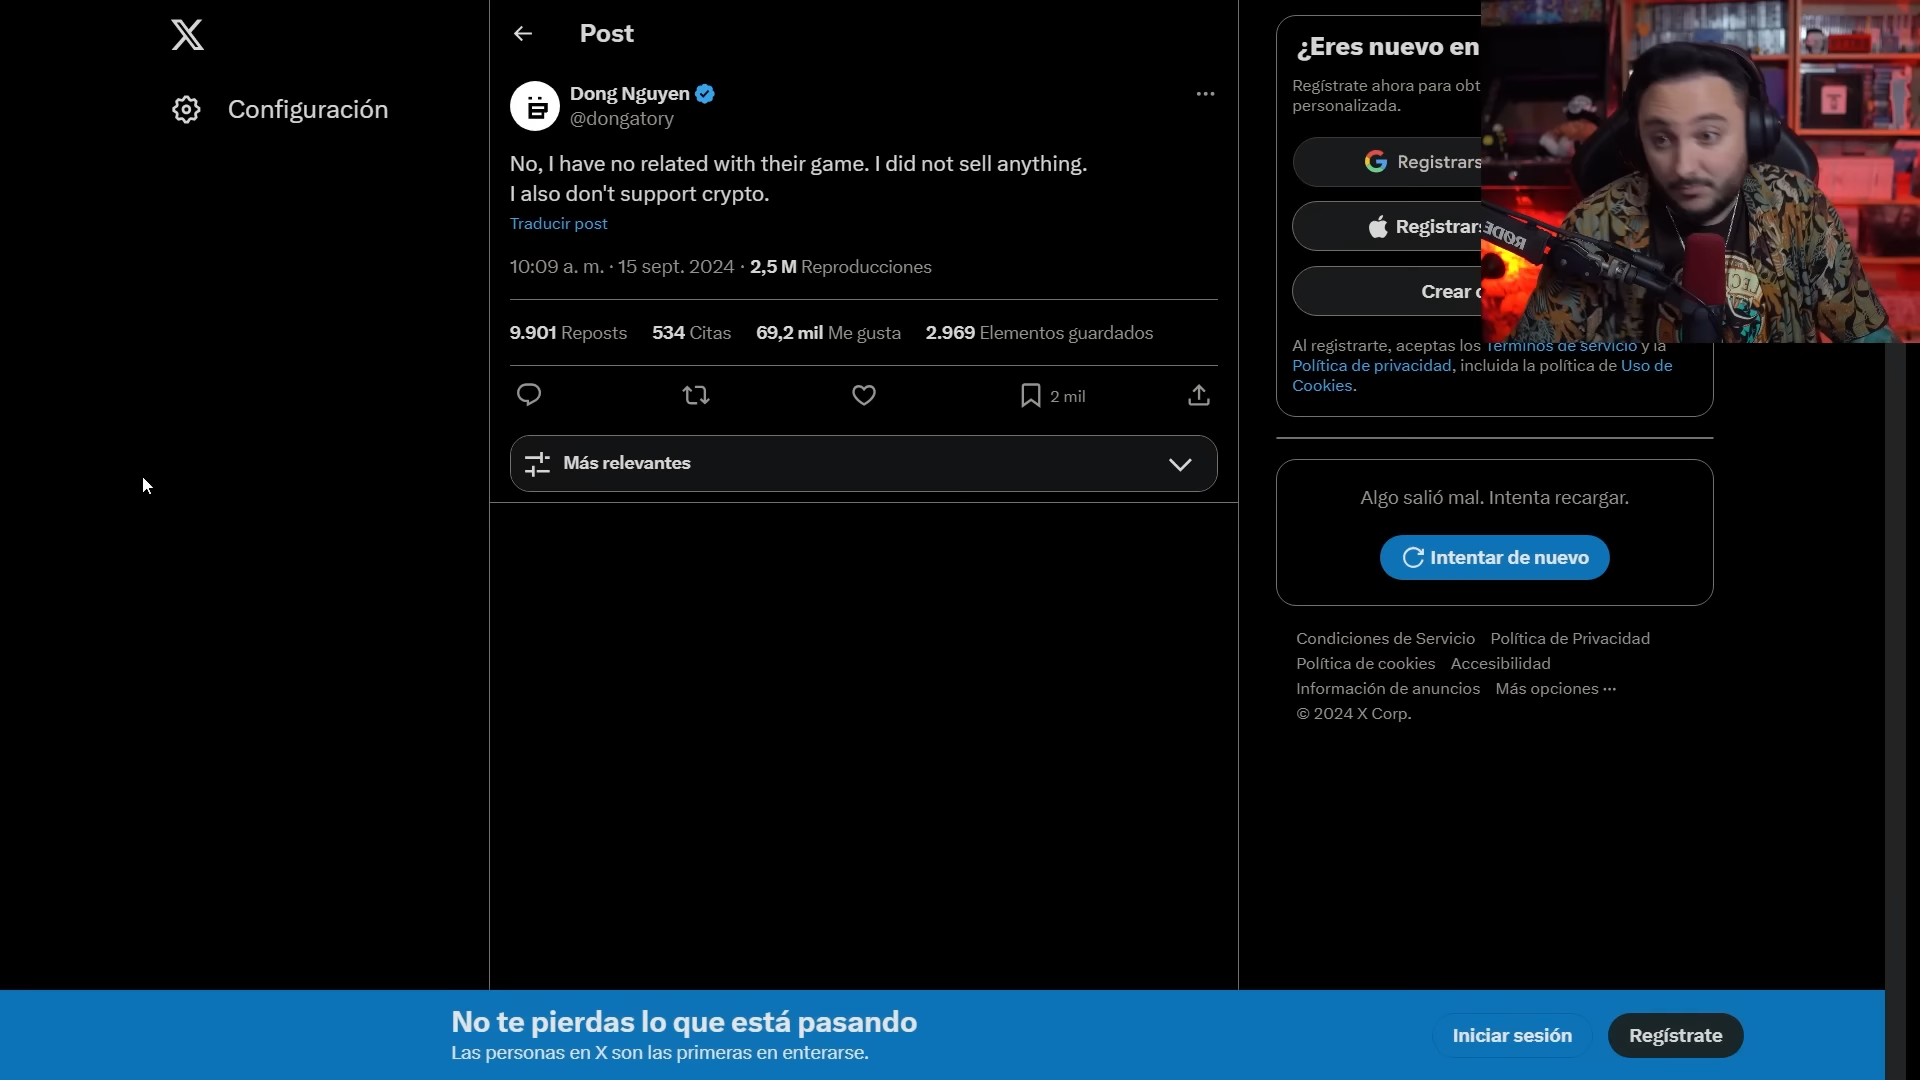 Configuración
Post
Dong Nguyen
@dongatory
No, I have no related with their game. I did not sell anything.
I also don't support crypto.
Traducir post
10:09 a. m. · 15 sept. 2024 · 2,5 M Reproducciones
9.901 Reposts 534 Citas 69,2 mil Me gusta 2.969 Elementos guardados
2 mil
Más relevantes
¿Eres nuevo en
Regístrate ahora para obt
personalizada.
Registrars
Registrars
Crear c
Al registrarte, aceptas los Términos de servicio y la
Política de privacidad, incluida la política de Uso de
Cookies.
RØDE
Algo salió mal. Intenta recargar.
Intentar de nuevo
Condiciones de Servicio Política de Privacidad
Política de cookies Accesibilidad
Información de anuncios Más opciones ···
© 2024 X Corp.
No te pierdas lo que está pasando
Las personas en X son las primeras en enterarse.
Iniciar sesión
Regístrate